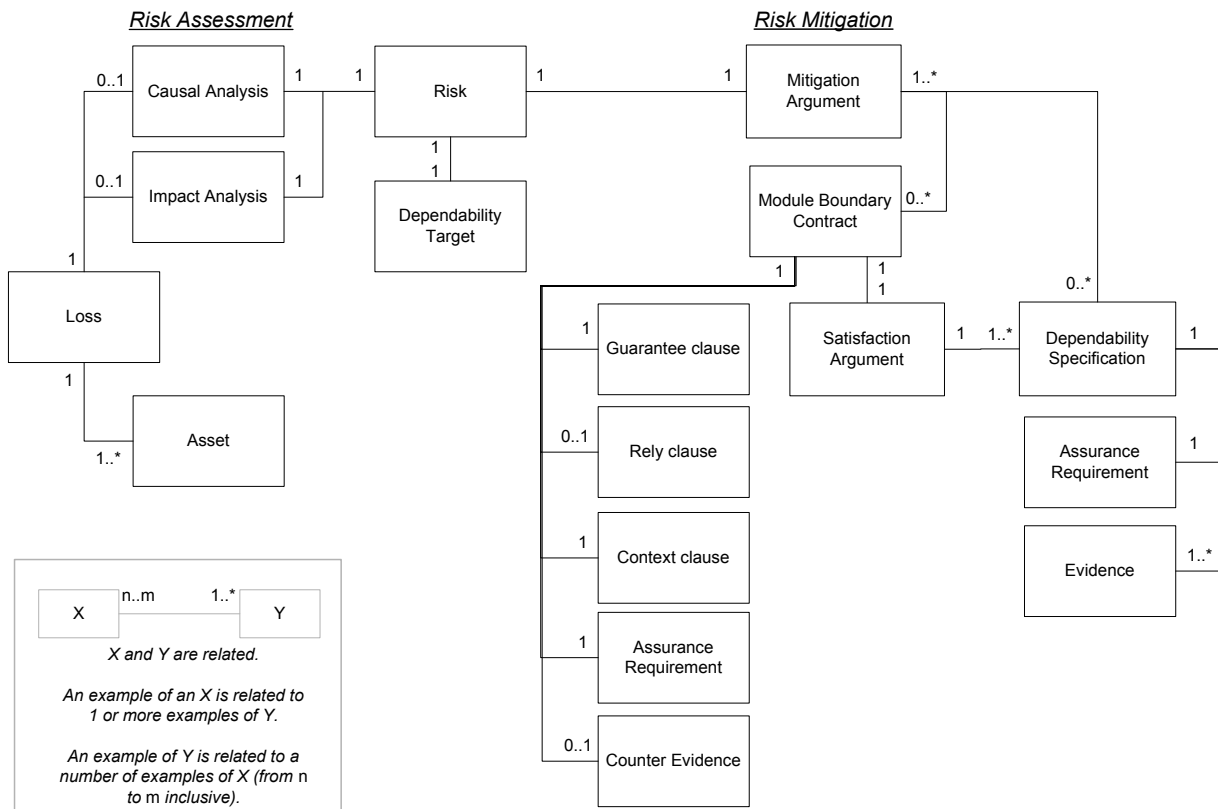 Risk Assessment
Risk Mitigation
0..1
Causal Analysis
1
1
Risk
1
1
Mitigation
Argument
1..*
0..1
Impact Analysis
1
1
1
Dependability
Target
Module Boundary
Contract
0..*
1
Loss
1
1
1
1
0..*
1
Guarantee clause
Satisfaction
Argument
1
1..*
Dependability
Specification
1
1..*
Asset
0..1
Rely clause
Assurance
Requirement
1
1
Context clause
Evidence
1..*
1
Assurance
Requirement
0..1
Counter Evidence
X
n..m
1..*
Y
X and Y are related.
An example of an X is related to
1 or more examples of Y.
An example of Y is related to a
number of examples of X (from n
to m inclusive).